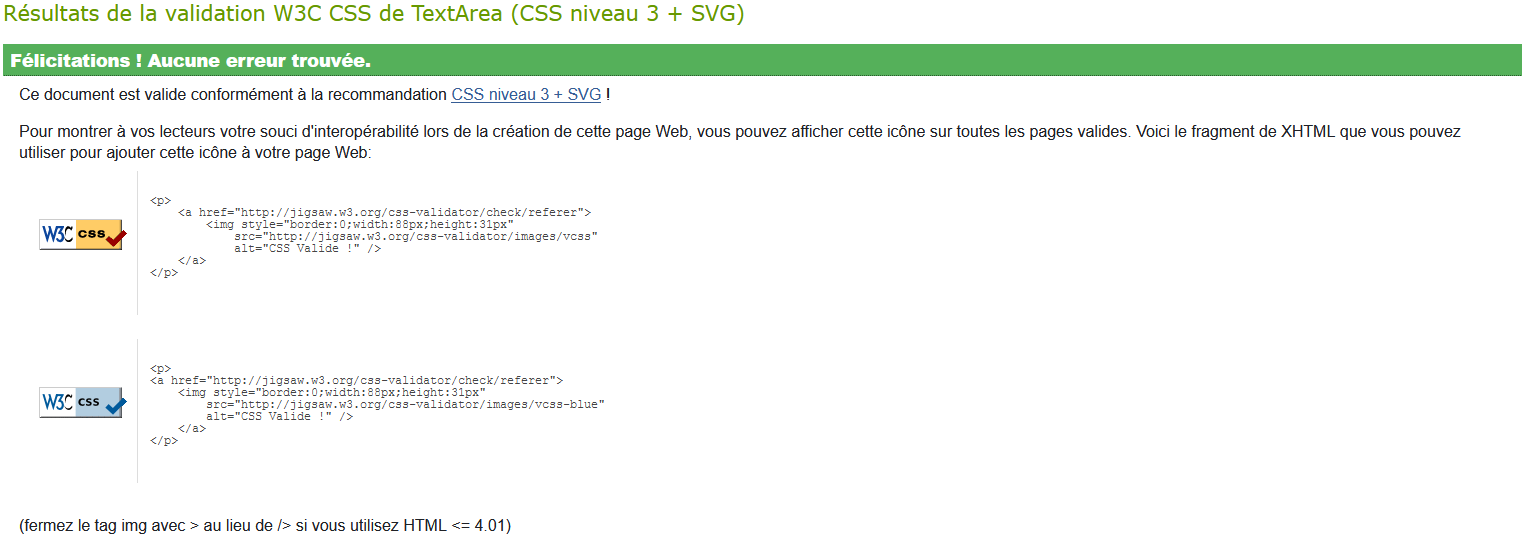 Résultats de la validation W3C CSS de TextArea (CSS niveau 3 + SVG)
Félicitations ! Aucune erreur trouvée.
Ce document est valide conformément à la recommandation CSS niveau 3 + SVG !
Pour montrer à vos lecteurs votre souci d'interopérabilité lors de la création de cette page Web, vous pouvez afficher cette icône sur toutes les pages valides. Voici le fragment de XHTML que vous pouvez
utiliser pour ajouter cette icône à votre page Web:
W3C css
<p>
<a href="http://jigsaw.w3.org/css-validator/check/referer">
<img style="border:0;width:88px;height:31px"
src="http://jigsaw.w3.org/css-validator/images/vcss"
alt="CSS Valide !" />
</a>
</p>
W3C css
<p>
<a href="http://jigsaw.w3.org/css-validator/check/referer">
<img style="border:0;width:88px;height:31px"
src="http://jigsaw.w3.org/css-validator/images/vcss-blue"
alt="CSS Valide !" />
</a>
</p>
(fermez le tag img avec > au lieu de /> si vous utilisez HTML <= 4.01)